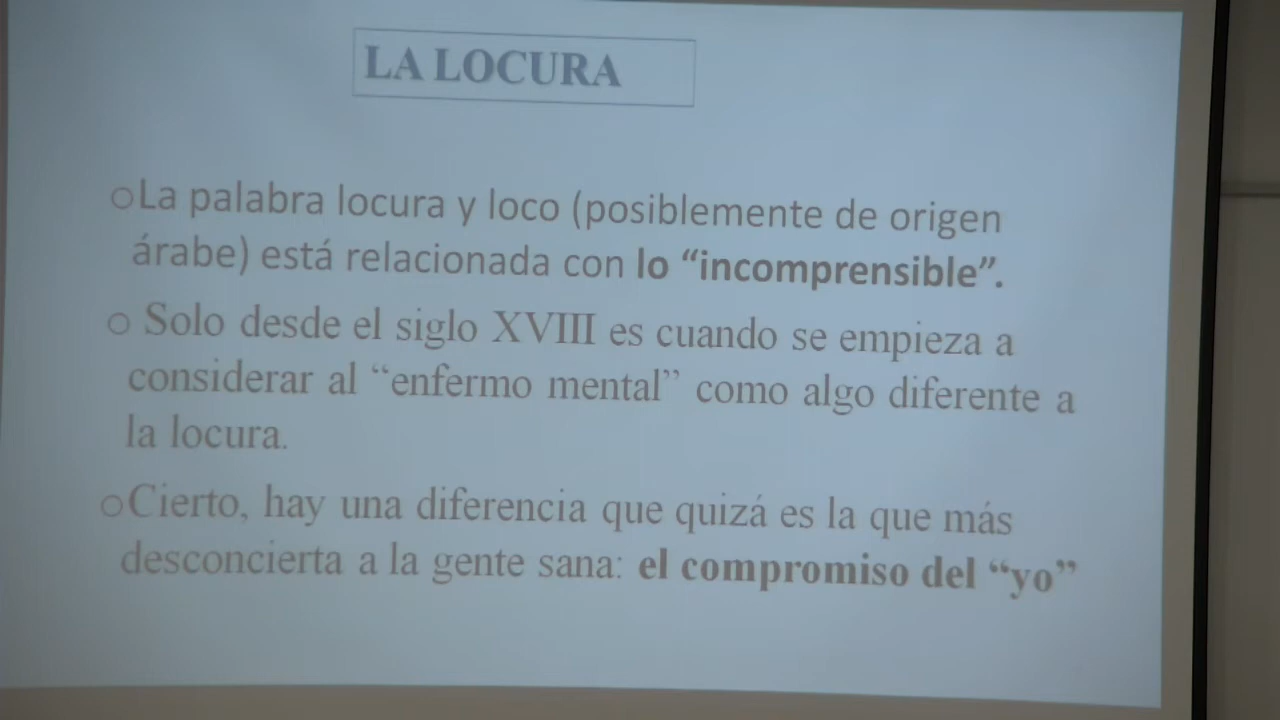 LA LOCURA
○La palabra locura y loco (posiblemente de origen
árabe) está relacionada con lo “incomprensible”.
○ Solo desde el siglo XVIII es cuando se empieza a
considerar al “enfermo mental” como algo diferente a
la locura.
○Cierto, hay una diferencia que quizá es la que más
desconcierta a la gente sana: el compromiso del “yo”